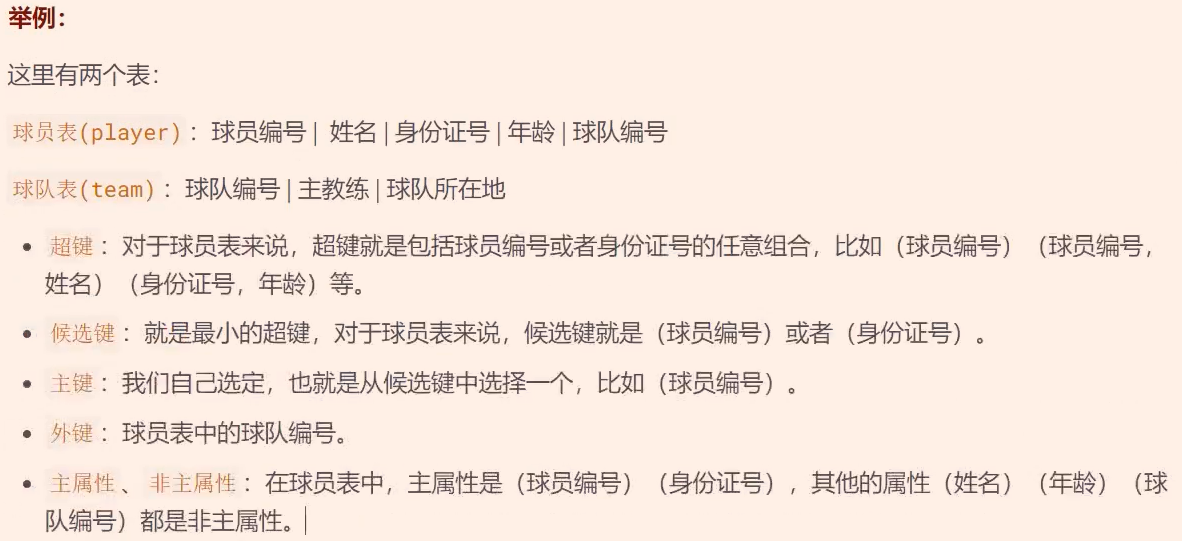 举例：
这里有两个表：
球员表(player)：球员编号 | 姓名 | 身份证号 | 年龄 | 球队编号
球队表(team)：球队编号 | 主教练 | 球队所在地
• 超键：对于球员表来说，超键就是包括球员编号或者身份证号的任意组合，比如（球员编号）（球员编号，
姓名）（身份证号，年龄）等。
• 候选键：就是最小的超键，对于球员表来说，候选键就是（球员编号）或者（身份证号）。
• 主键：我们自己选定，也就是从候选键中选择一个，比如（球员编号）。
• 外键：球员表中的球队编号。
• 主属性、非主属性：在球员表中，主属性是（球员编号）（身份证号），其他的属性（姓名）（年龄）（球
队编号）都是非主属性。